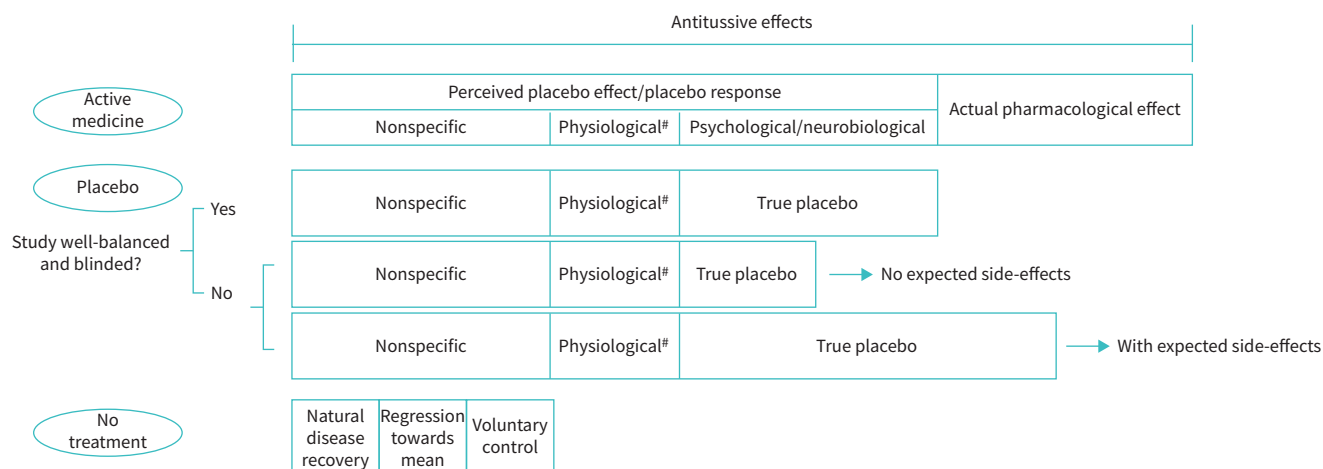 Antitussive effects
Active
medicine
Perceived placebo effect/placebo response
Actual pharmacological effect
Nonspecific
Physiological#
Psychological/neurobiological
Placebo
Nonspecific
Physiological#
True placebo
Study well-balanced
and blinded?
Yes
No
Nonspecific
Physiological#
True placebo
No expected side-effects
Nonspecific
Physiological#
True placebo
With expected side-effects
No
treatment
Natural
disease
recovery
Regression
towards
mean
Voluntary
control